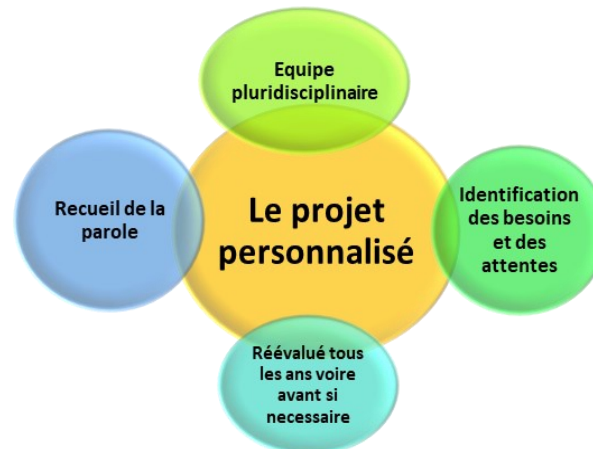 Equipe
pluridisciplinaire
Recueil de la
parole
Le projet
personnalisé
Identification
des besoins
et des
attentes
Réévalué tous
les ans voire
avant si
necessaire